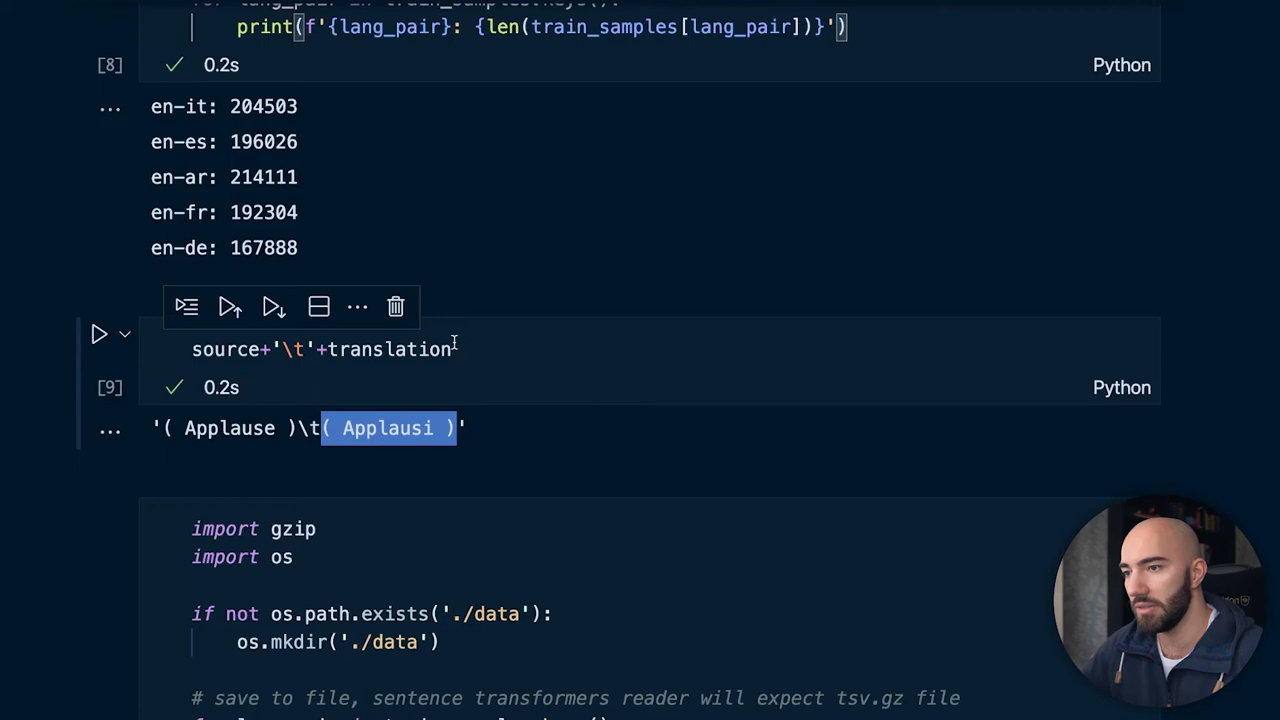 print(f'{lang_pair}: {len(train_samples[lang_pair])}')
[8] 0.2s Python
... en-it: 204503
en-es: 196026
en-ar: 214111
en-fr: 192304
en-de: 167888
source+'\t'+translation
[9] 0.2s Python
... '( Applause )\t( Applausi )'
import gzip
import os
if not os.path.exists('./data'):
os.mkdir('./data')
# save to file, sentence transformers reader will expect tsv.gz file